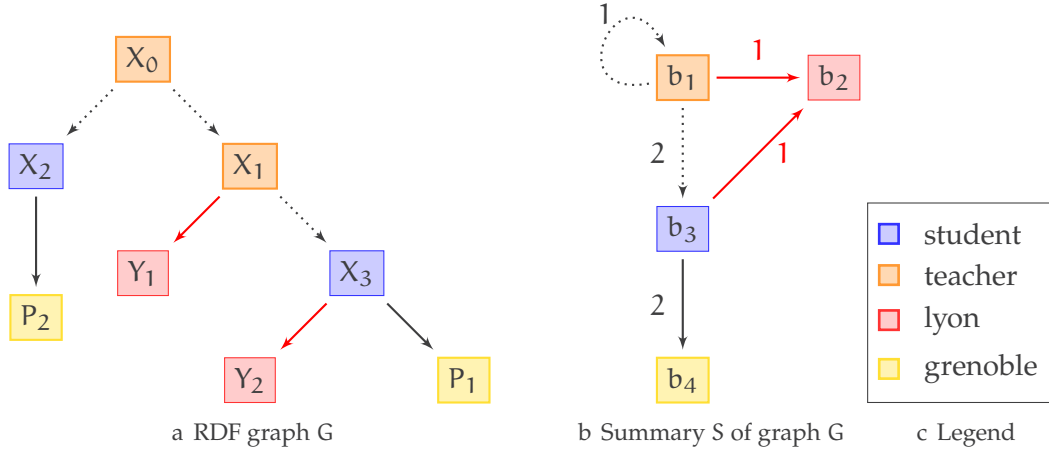 X₀
X₂
X₁
Y₁
X₃
P₂
Y₂
P₁
a RDF graph G
1
b₁
1
b₂
2
1
b₃
2
b₄
b Summary S of graph G
student
teacher
lyon
grenoble
c Legend